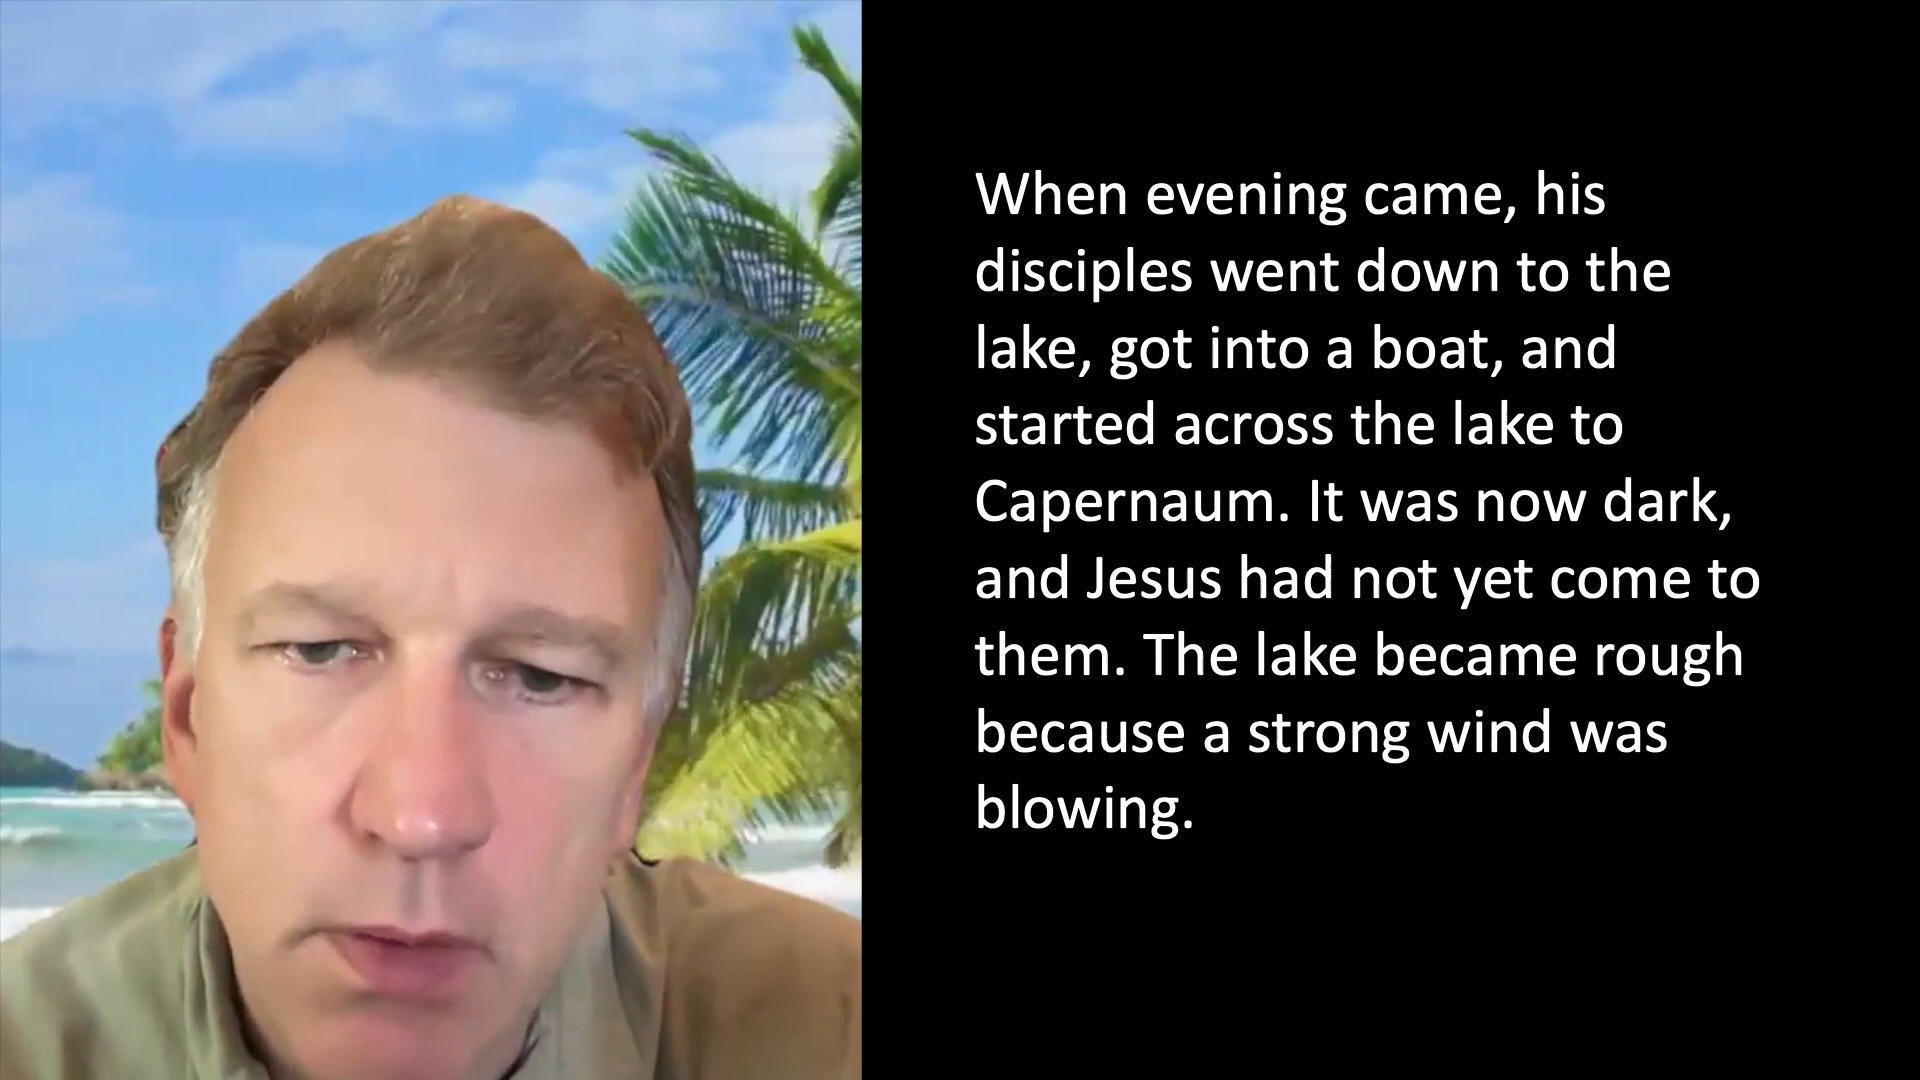 When evening came, his
disciples went down to the
lake, got into a boat, and
started across the lake to
Capernaum. It was now dark,
and Jesus had not yet come to
them. The lake became rough
because a strong wind was
blowing.